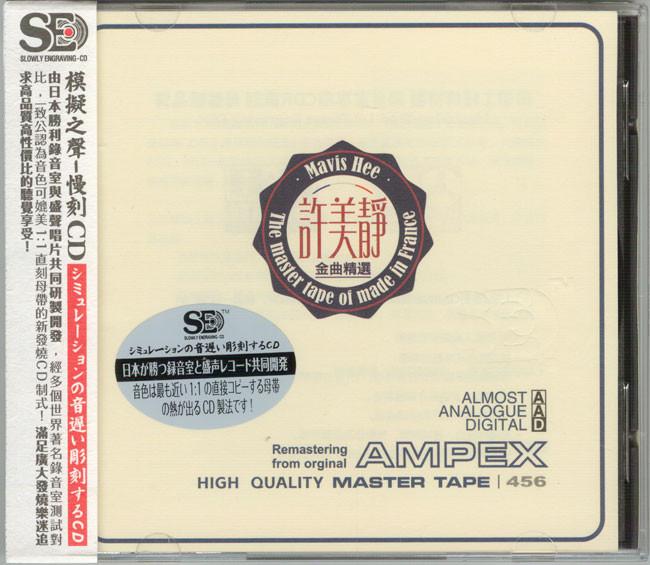 SE
SLOWLY ENGRAVING-CD
模擬之聲-慢刻CD シミュレーションの音遲い彫刻するCD
由日本勝利錄音室與盛聲唱片共同研製開發，經多個世界著名錄音室測試對
比，一致公認為音色可媲美1:1直刻母帶的新發燒CD制式！滿足廣大發燒樂迷追
求高品質高性價比的聽覺享受！
· Mavis Hee ·
許美靜
金曲精選
The master tape of made in France
SE™
SLOWLY ENGRAVING-CD
シミュレーションの音遲い彫刻するCD
日本が勝つ録音室と盛声レコード共同開発
音色は最も近い1:1の直接コピーする母帯
の熱が出るCD製法です！
ALMOST A
ANALOGUE A
DIGITAL D
Remastering
from orginal AMPEX
HIGH QUALITY MASTER TAPE | 456